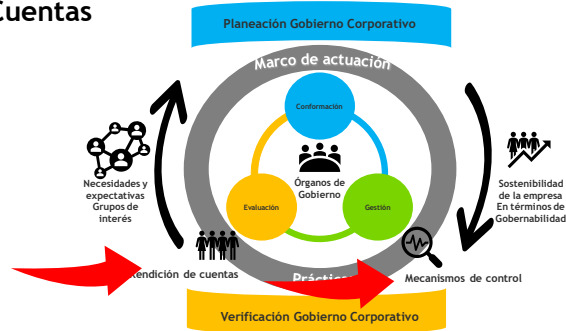 Cuentas
Planeación Gobierno Corporativo
Marco de actuación
Conformación
Órganos de
Gobierno
Evaluación
Gestión
Necesidades y
expectativas
Grupos de
interés
Sostenibilidad
de la empresa
En términos de
Gobernabilidad
endición de cuentas
Mecanismos de control
Verificación Gobierno Corporativo